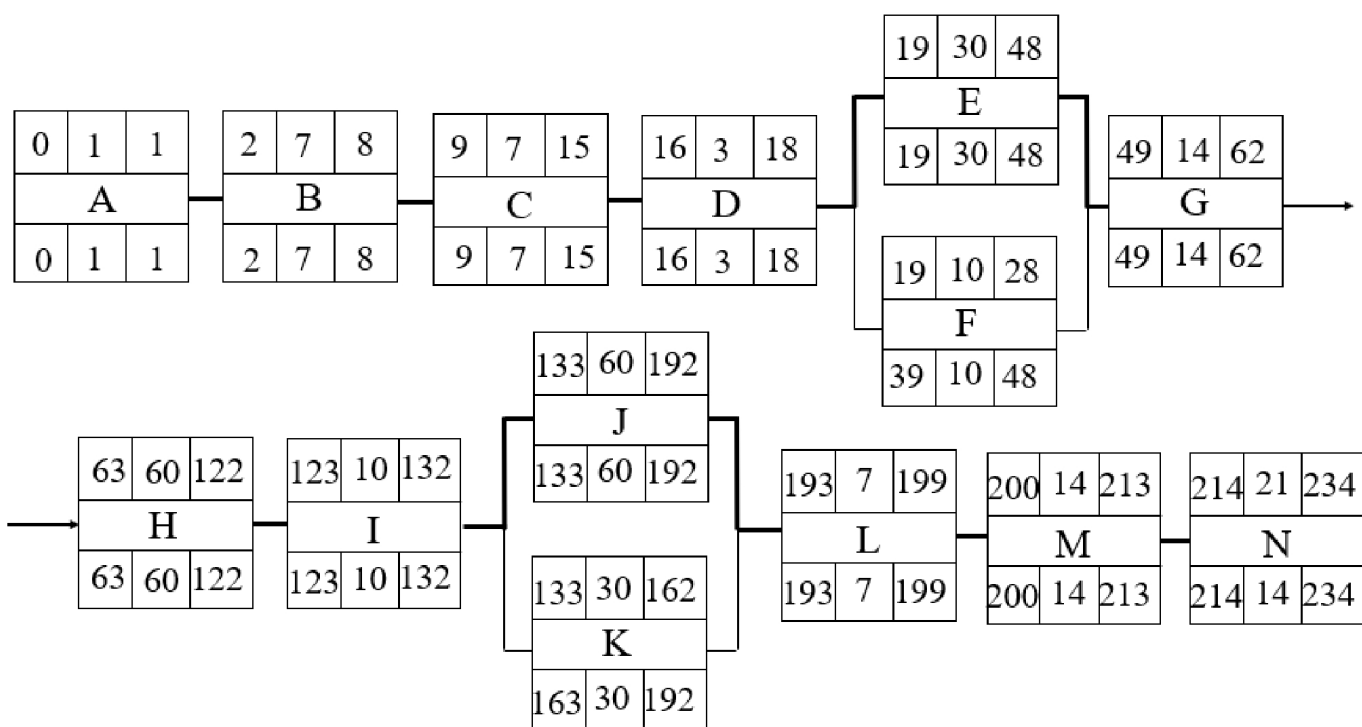 0 1 1
A
0 1 1
2 7 8
B
2 7 8
9 7 15
C
9 7 15
16 3 18
D
16 3 18
19 30 48
E
19 30 48
19 10 28
F
39 10 48
49 14 62
G
49 14 62
63 60 122
H
63 60 122
123 10 132
I
123 10 132
133 60 192
J
133 60 192
133 30 162
K
163 30 192
193 7 199
L
193 7 199
200 14 213
M
200 14 213
214 21 234
N
214 14 234